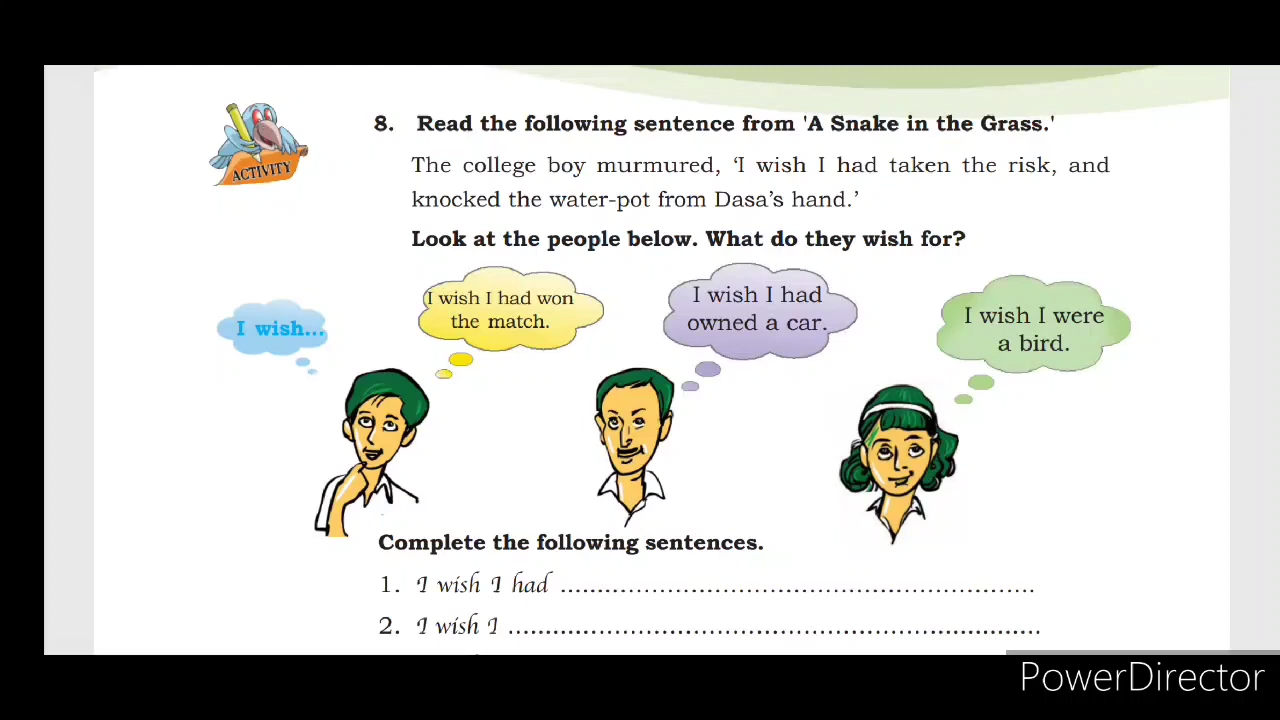 8. Read the following sentence from 'A Snake in the Grass.'
ACTIVITY
The college boy murmured, ‘I wish I had taken the risk, and
knocked the water-pot from Dasa’s hand.’
Look at the people below. What do they wish for?
I wish...
I wish I had won
the match.
I wish I had
owned a car.
I wish I were
a bird.
Complete the following sentences.
1. I wish I had ....................................................
2. I wish I ..........................................................
PowerDirector